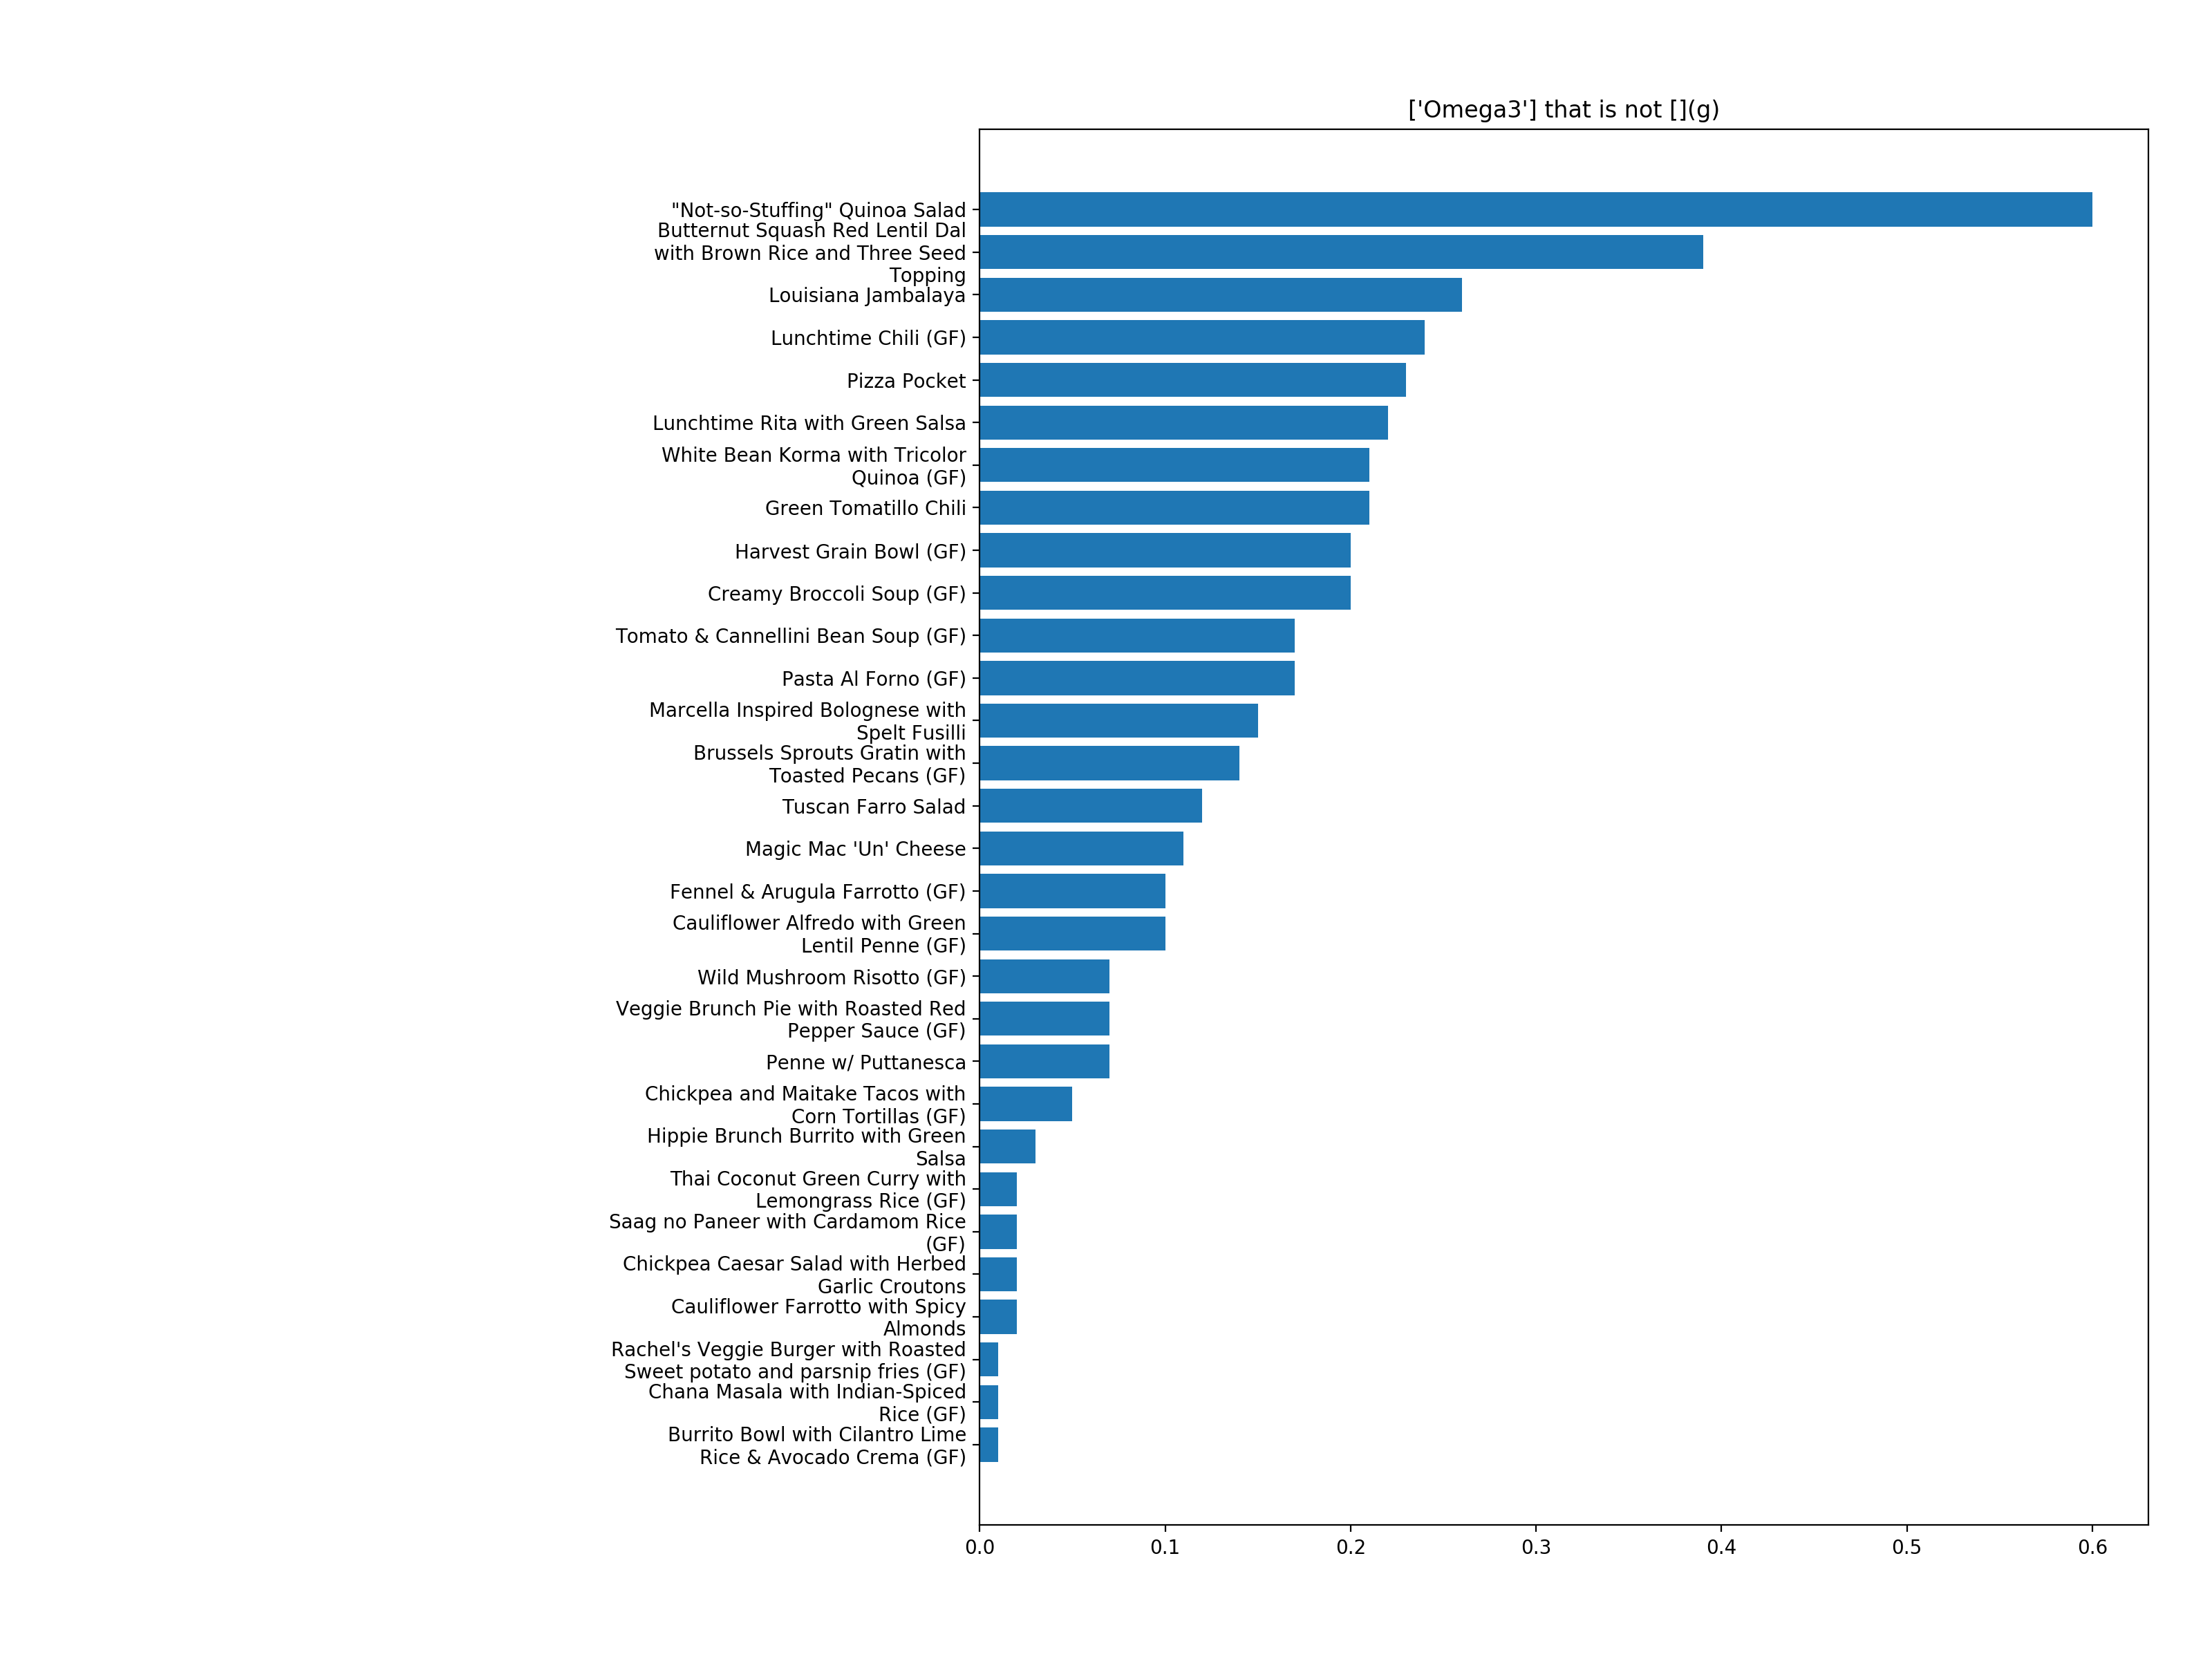 ['Omega3'] that is not [](g)
"Not-so-Stuffing" Quinoa Salad
Butternut Squash Red Lentil Dal
with Brown Rice and Three Seed
Topping
Louisiana Jambalaya
Lunchtime Chili (GF)
Pizza Pocket
Lunchtime Rita with Green Salsa
White Bean Korma with Tricolor
Quinoa (GF)
Green Tomatillo Chili
Harvest Grain Bowl (GF)
Creamy Broccoli Soup (GF)
Tomato & Cannellini Bean Soup (GF)
Pasta Al Forno (GF)
Marcella Inspired Bolognese with
Spelt Fusilli
Brussels Sprouts Gratin with
Toasted Pecans (GF)
Tuscan Farro Salad
Magic Mac 'Un' Cheese
Fennel & Arugula Farrotto (GF)
Cauliflower Alfredo with Green
Lentil Penne (GF)
Wild Mushroom Risotto (GF)
Veggie Brunch Pie with Roasted Red
Pepper Sauce (GF)
Penne w/ Puttanesca
Chickpea and Maitake Tacos with
Corn Tortillas (GF)
Hippie Brunch Burrito with Green
Salsa
Thai Coconut Green Curry with
Lemongrass Rice (GF)
Saag no Paneer with Cardamom Rice
(GF)
Chickpea Caesar Salad with Herbed
Garlic Croutons
Cauliflower Farrotto with Spicy
Almonds
Rachel's Veggie Burger with Roasted
Sweet potato and parsnip fries (GF)
Chana Masala with Indian-Spiced
Rice (GF)
Burrito Bowl with Cilantro Lime
Rice & Avocado Crema (GF)
0.0 0.1 0.2 0.3 0.4 0.5 0.6